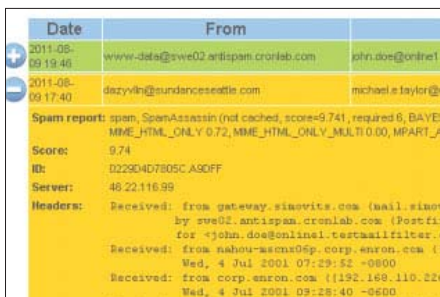 Date From
2011-08-09 19:46 www-data@swe02.antispam.cronlab.com john.doe@online1
2011-08-09 17:40 dazyviln@sundanceseattle.com michael.e.taylor@
Spam report: spam, SpamAssassin (not cached, score=9.741, required 6, BAYE
MIME_HTML_ONLY 0.72, MIME_HTML_ONLY_MULTI 0.00, MPART_A
Score: 9.74
ID: D229D4D7805C.A9DFF
Server: 46.22.116.99
Headers: Received: from gateway.simovits.com (mail.simov
by swe02.antispam.cronlab.com (Postfi
for <john.doe@online1.testmailfilter.
Received: from nahou-mscnx06p.corp.enron.com (
Wed, 4 Jul 2001 07:29:52 -0800
Received: from corp.enron.com ([192.168.110.22
Wed, 4 Jul 2001 09:28:40 -0600